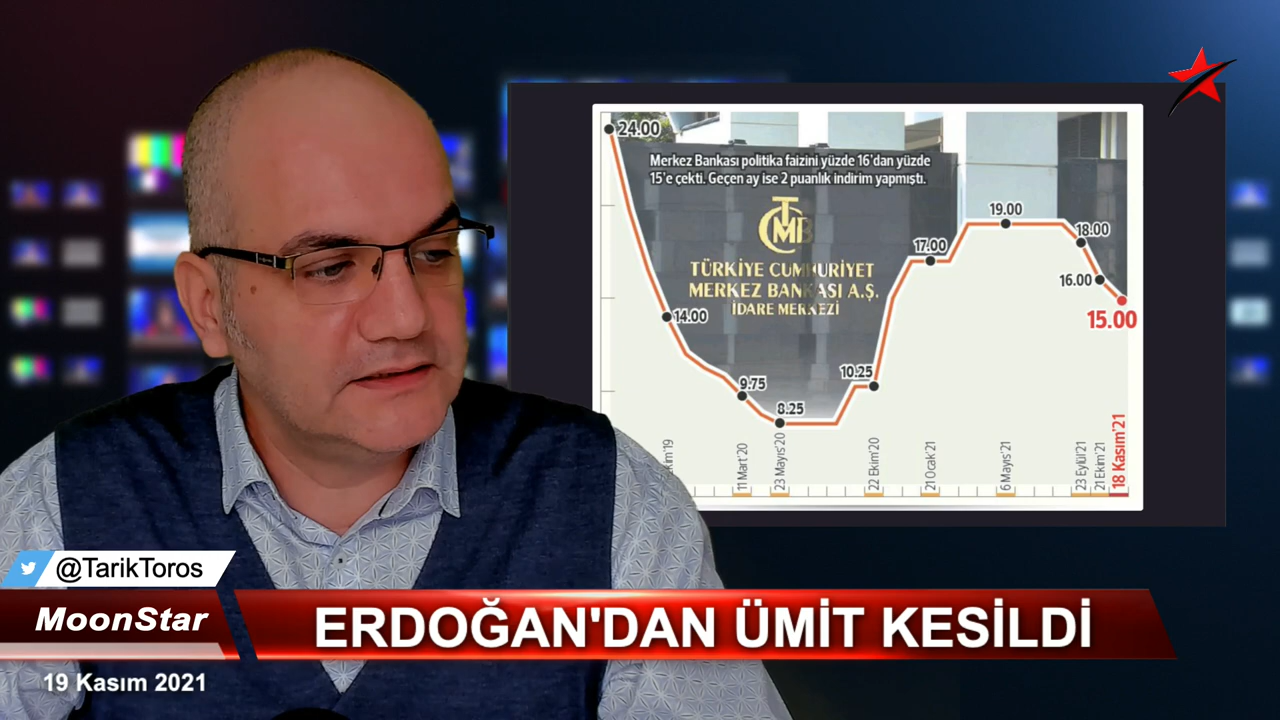 24.00
Merkez Bankası politika faizini yüzde 16'dan yüzde
15'e çekti. Geçen ay ise 2 puanlık indirim yapmıştı.
TCMB
TÜRKİYE CUMHURİYET
MERKEZ BANKASI A.Ş.
İDARE MERKEZİ
14.00
9.75
8.25
10.25
17.00
19.00
18.00
16.00
15.00
11 Mart'20
23 Mayıs'20
22 Ekim'20
21 Ocak'21
6 Mayıs'21
23 Eylül'21
21 Ekim'21
18 Kasım'21
@TarikToros
MoonStar
ERDOĞAN'DAN ÜMİT KESİLDİ
19 Kasım 2021